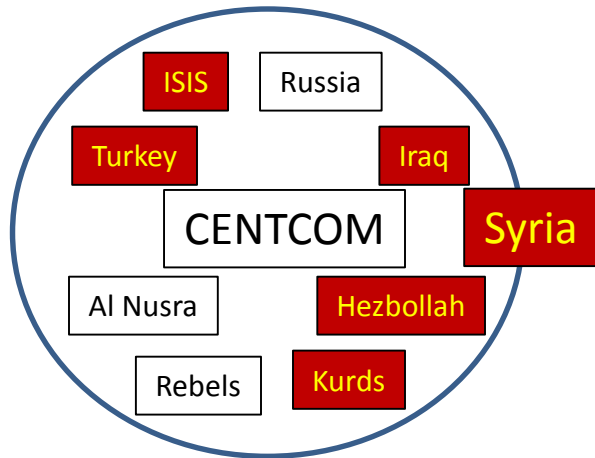 ISIS
Russia
Turkey
Iraq
CENTCOM
Syria
Al Nusra
Hezbollah
Rebels
Kurds